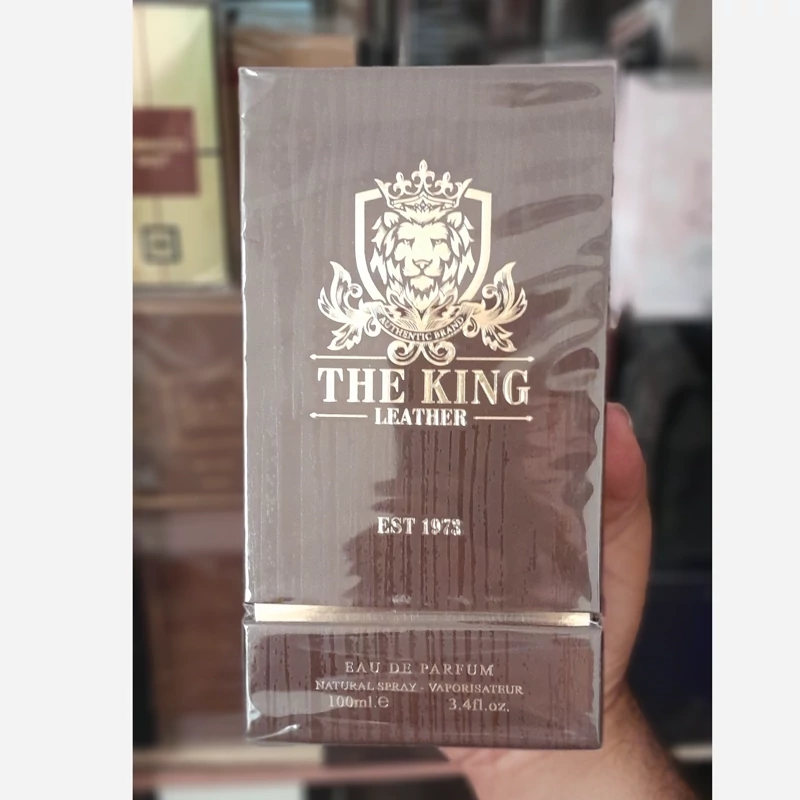 AUTHENTIC BRAND
THE KING
LEATHER
EST 1973
EAU DE PARFUM
NATURAL SPRAY - VAPORISATEUR
100ml.℮ 3.4fl.oz.